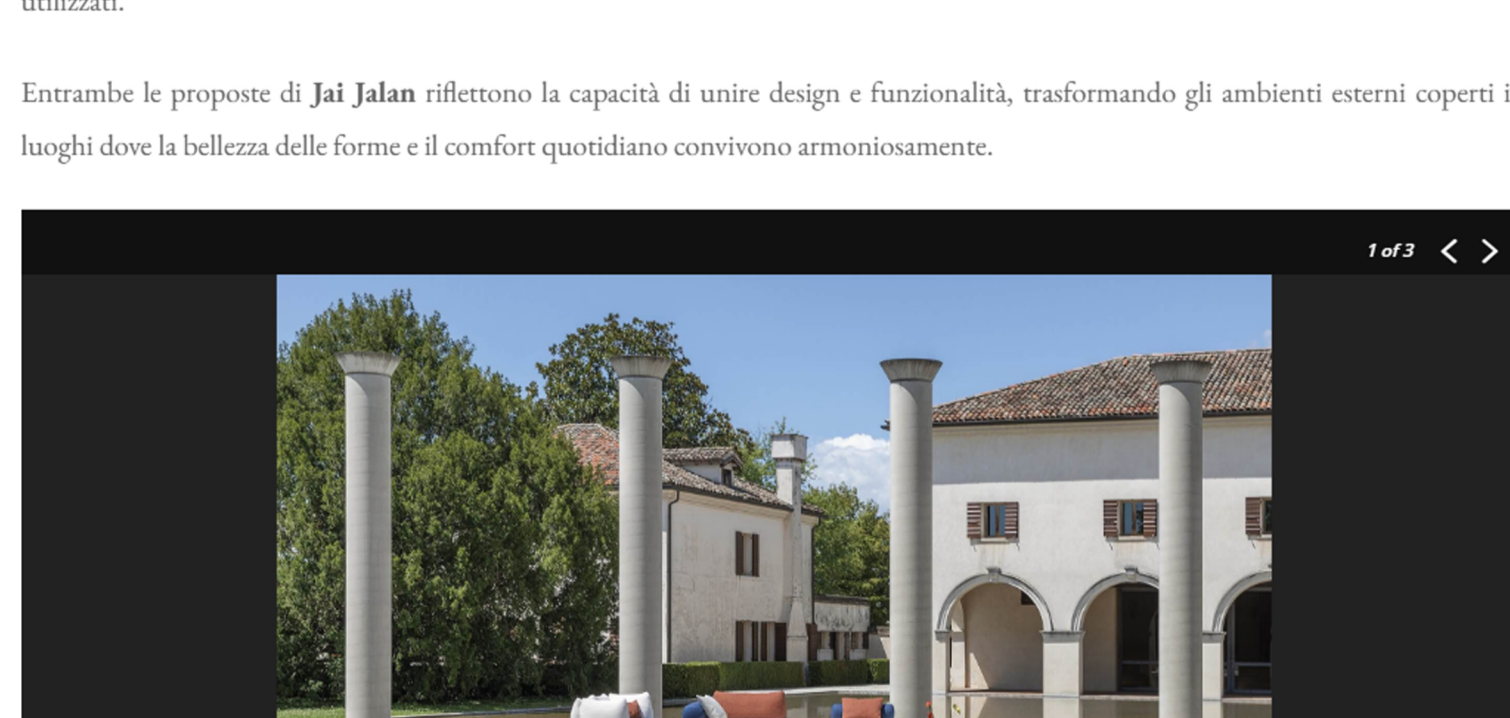 utilizzati.
Entrambe le proposte di Jai Jalan riflettono la capacità di unire design e funzionalità, trasformando gli ambienti esterni coperti i
luoghi dove la bellezza delle forme e il comfort quotidiano convivono armoniosamente.
1 of 3